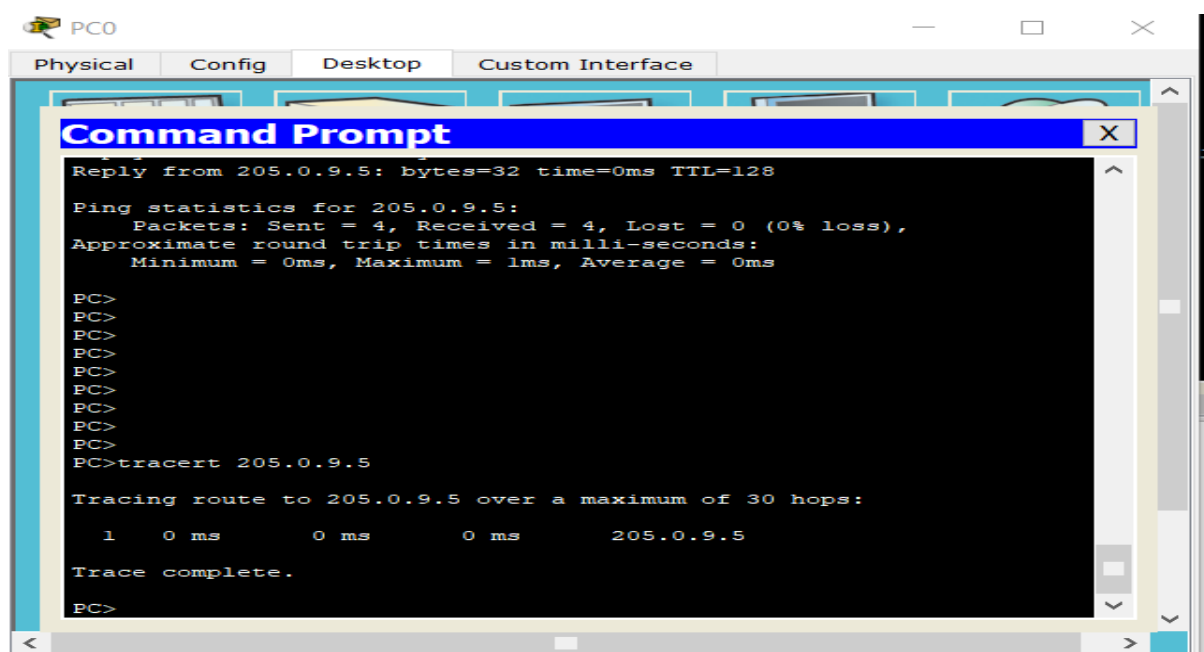 PC0
Physical Config Desktop Custom Interface
Command Prompt X
Reply from 205.0.9.5: bytes=32 time=0ms TTL=128
Ping statistics for 205.0.9.5:
Packets: Sent = 4, Received = 4, Lost = 0 (0% loss),
Approximate round trip times in milli-seconds:
Minimum = 0ms, Maximum = 1ms, Average = 0ms
PC>
PC>
PC>
PC>
PC>
PC>
PC>
PC>
PC>
PC>tracert 205.0.9.5
Tracing route to 205.0.9.5 over a maximum of 30 hops:
1 0 ms 0 ms 0 ms 205.0.9.5
Trace complete.
PC>